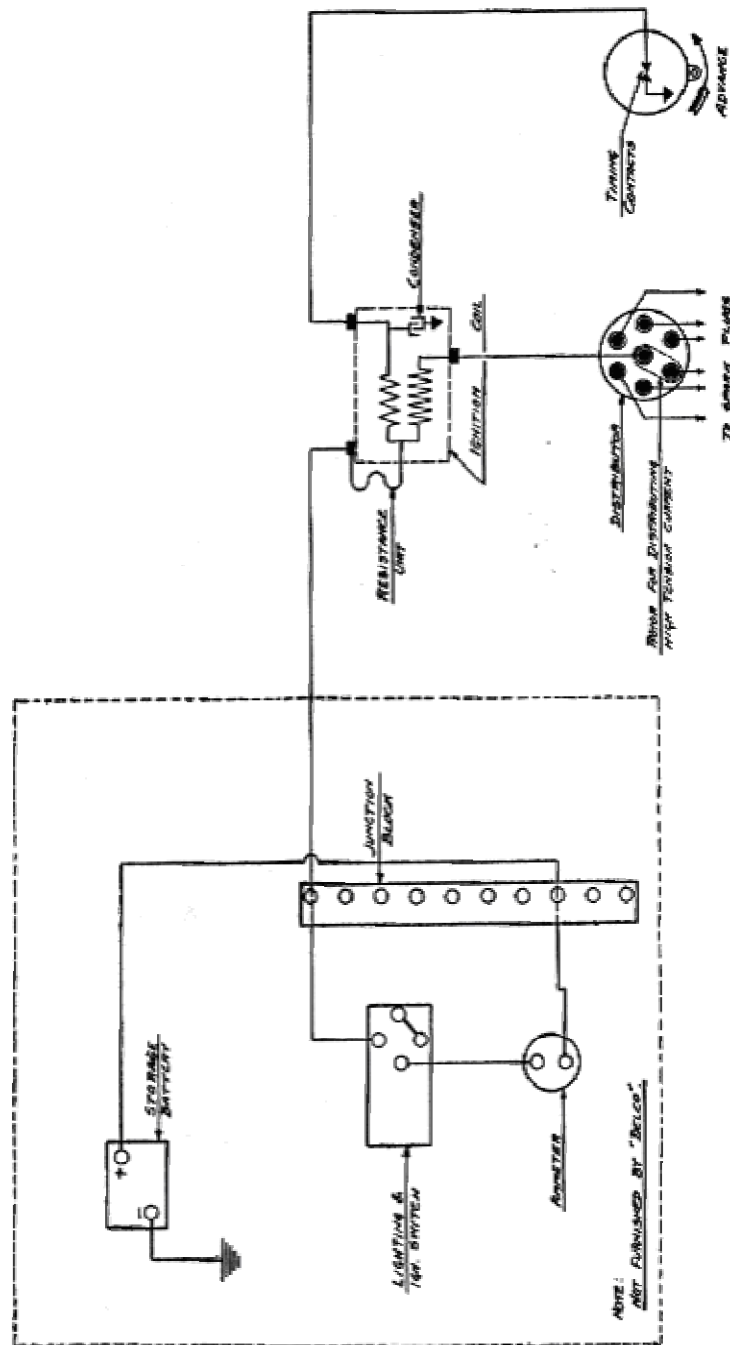 STORAGE
BATTERY
+
−
LIGHTING &
IGN. SWITCH
AMMETER
NOTE:
NOT FURNISHED BY "DELCO".
JUNCTION
BLOCK
RESISTANCE
UNIT
IGNITION COIL
CONDENSER
DISTRIBUTOR
ROTOR FOR DISTRIBUTING
HIGH TENSION CURRENT
TO SPARK PLUGS
TIMING
CONTACTS
ADVANCE